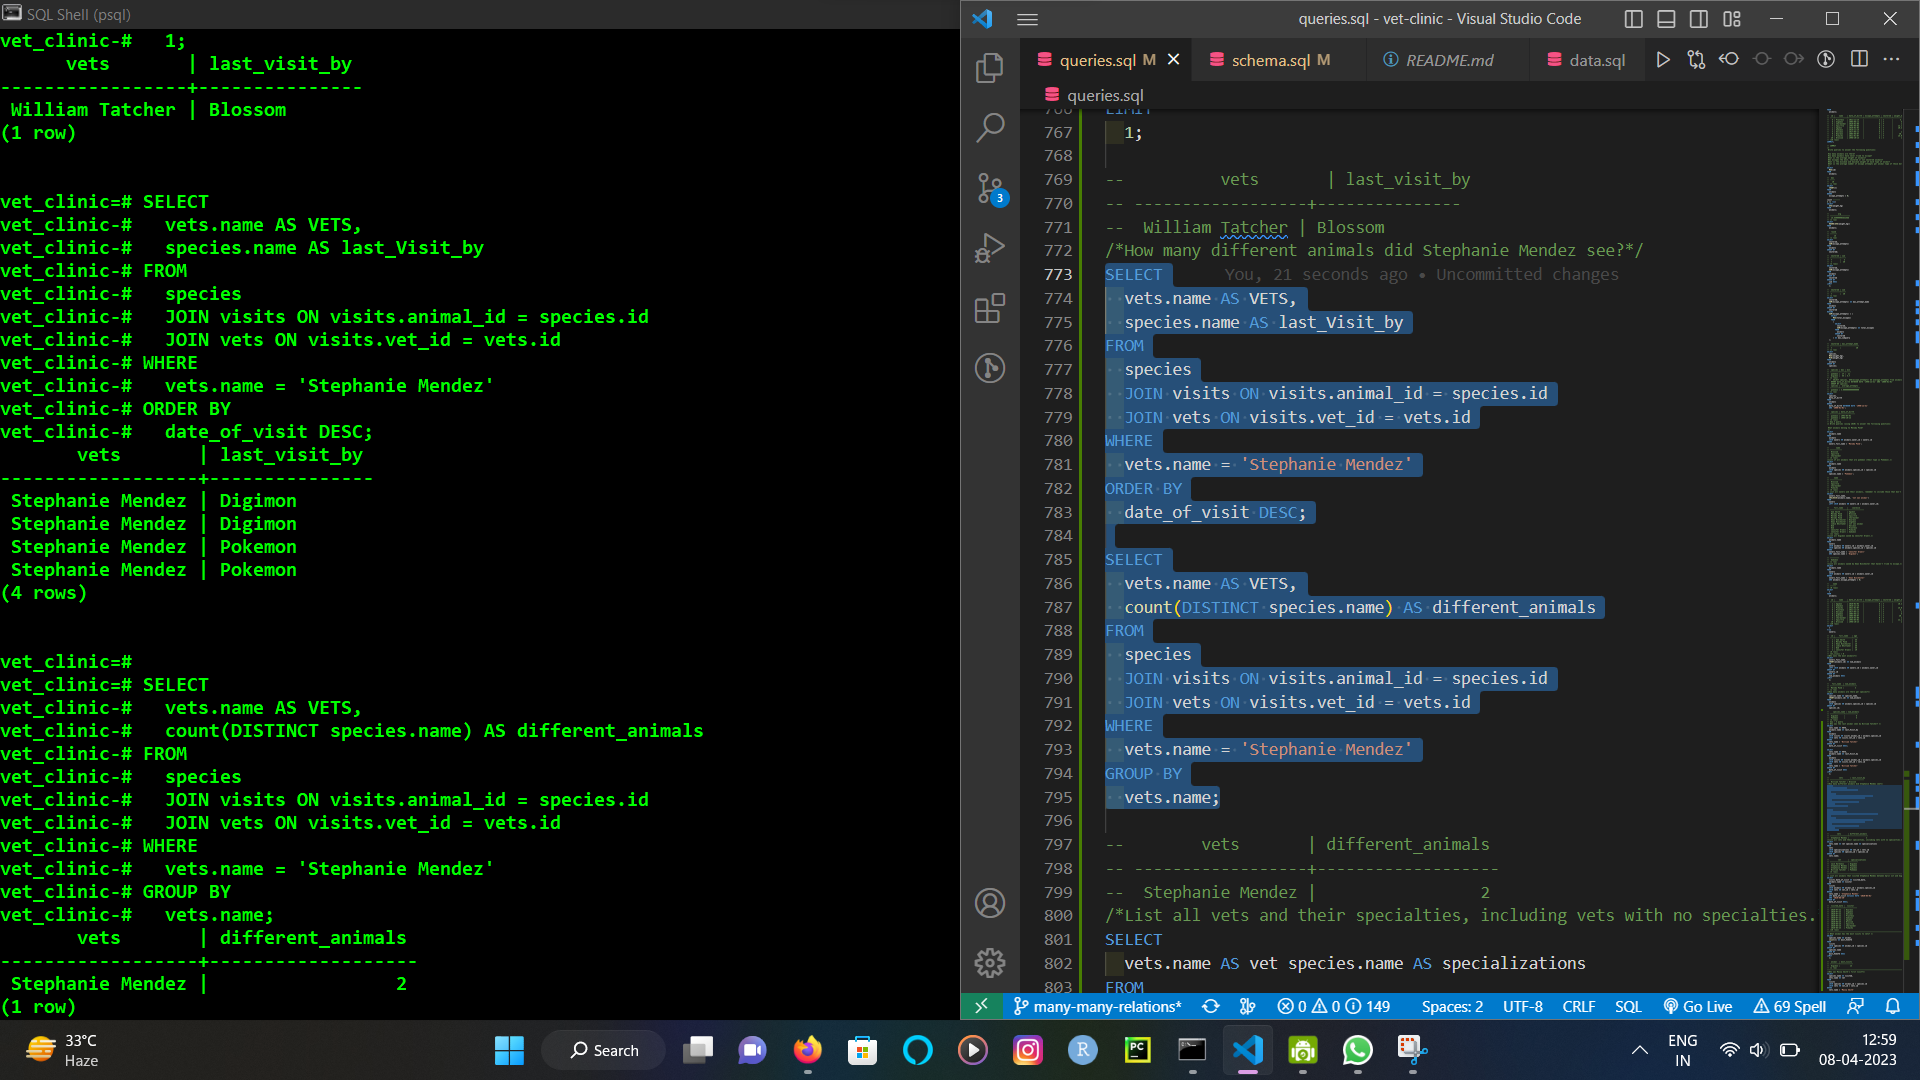 SQL Shell (psql)
vet_clinic-#   1;
      vets       | last_visit_by
-----------------+---------------
 William Tatcher | Blossom
(1 row)
vet_clinic=# SELECT
vet_clinic-#   vets.name AS VETS,
vet_clinic-#   species.name AS last_Visit_by
vet_clinic-# FROM
vet_clinic-#   species
vet_clinic-#   JOIN visits ON visits.animal_id = species.id
vet_clinic-#   JOIN vets ON visits.vet_id = vets.id
vet_clinic-# WHERE
vet_clinic-#   vets.name = 'Stephanie Mendez'
vet_clinic-# ORDER BY
vet_clinic-#   date_of_visit DESC;
       vets       | last_visit_by
------------------+---------------
 Stephanie Mendez | Digimon
 Stephanie Mendez | Digimon
 Stephanie Mendez | Pokemon
 Stephanie Mendez | Pokemon
(4 rows)
vet_clinic=#
vet_clinic=# SELECT
vet_clinic-#   vets.name AS VETS,
vet_clinic-#   count(DISTINCT species.name) AS different_animals
vet_clinic-# FROM
vet_clinic-#   species
vet_clinic-#   JOIN visits ON visits.animal_id = species.id
vet_clinic-#   JOIN vets ON visits.vet_id = vets.id
vet_clinic-# WHERE
vet_clinic-#   vets.name = 'Stephanie Mendez'
vet_clinic-# GROUP BY
vet_clinic-#   vets.name;
       vets       | different_animals
------------------+-------------------
 Stephanie Mendez |                 2
(1 row)
queries.sql - vet-clinic - Visual Studio Code
queries.sql M
schema.sql M
README.md
data.sql
queries.sql
766 LIMIT
767   1;
768
769 --          vets       | last_visit_by
770 -- ------------------+---------------
771 --  William Tatcher | Blossom
772 /*How many different animals did Stephanie Mendez see?*/
773 SELECT You, 21 seconds ago • Uncommitted changes
774   vets.name AS VETS,
775   species.name AS last_Visit_by
776 FROM
777   species
778   JOIN visits ON visits.animal_id = species.id
779   JOIN vets ON visits.vet_id = vets.id
780 WHERE
781   vets.name = 'Stephanie Mendez'
782 ORDER BY
783   date_of_visit DESC;
784
785 SELECT
786   vets.name AS VETS,
787   count(DISTINCT species.name) AS different_animals
788 FROM
789   species
790   JOIN visits ON visits.animal_id = species.id
791   JOIN vets ON visits.vet_id = vets.id
792 WHERE
793   vets.name = 'Stephanie Mendez'
794 GROUP BY
795   vets.name;
796
797 --        vets       | different_animals
798 -- ------------------+-------------------
799 --  Stephanie Mendez |                 2
800 /*List all vets and their specialties, including vets with no specialties.
801 SELECT
802   vets.name AS vet species.name AS specializations
803 FROM
3
many-many-relations*
0 0 149
Spaces: 2
UTF-8
CRLF
SQL
Go Live
69 Spell
33°C
Haze
Search
R
PC
ENG
IN
12:59
08-04-2023